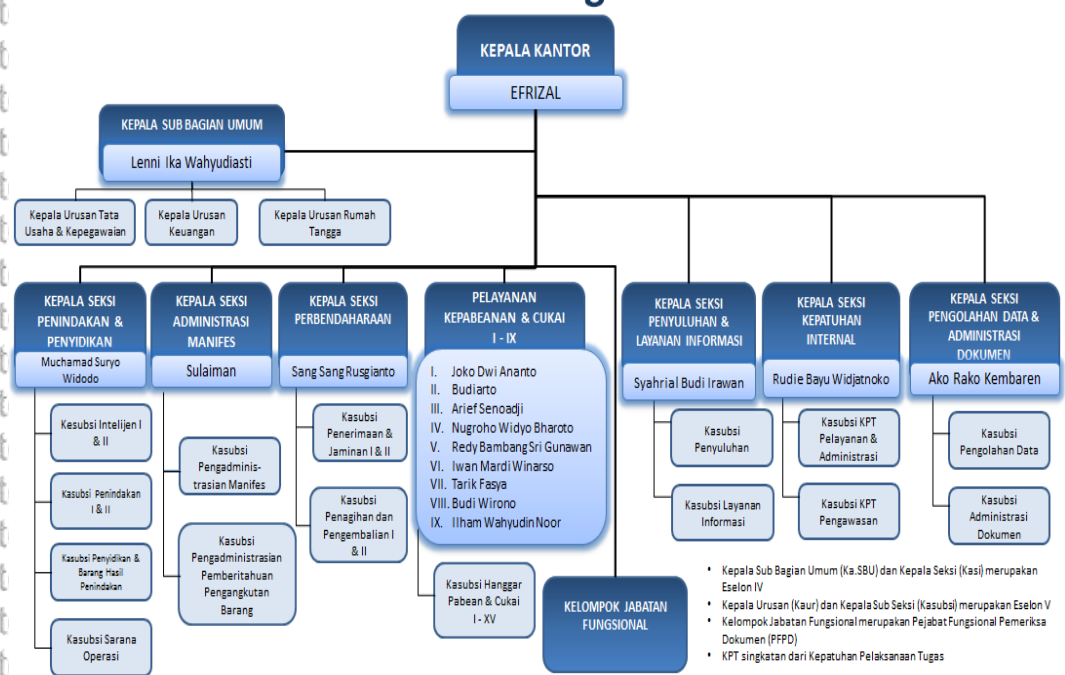 KEPALA KANTOR
EFRIZAL
KEPALA SUB BAGIAN UMUM
Lenni Ika Wahyudiasti
Kepala Urusan Tata
Usaha & Kepegawaian
Kepala Urusan
Keuangan
Kepala Urusan Rumah
Tangga
KEPALA SEKSI
PENINDAKAN &
PENYIDIKAN
Muchamad Suryo
Widodo
Kesubsi Intelijen I
& II
Kasubsi Penindakan
I & II
Kasubsi Penyidikan &
Barang Hasil
Penindakan
Kasubsi Sarana
Operasi
KEPALA SEKSI
ADMINISTRASI
MANIFES
Sulaiman
Kasubsi
Pengadminis-
trasian Manifes
Kasubsi
Pengadministrasian
Pemberitahuan
Pengangkutan
Barang
KEPALA SEKSI
PERBENDAHARAAN
Sang Sang Rusgianto
Kasubsi
Penerimaan &
Jaminan I & II
Kasubsi
Penagihan dan
Pengembalian I
& II
PELAYANAN
KEPABEANAN & CUKAI
I - IX
I. Joko Dwi Ananto
II. Budiarto
III. Arief Senoadji
IV. Nugroho Widyo Bharoto
V. Redy Bambang Sri Gunawan
VI. Iwan Mardi Winarso
VII. Tarik Fasya
VIII. Budi Wirono
IX. Ilham Wahyudin Noor
Kasubsi Hanggar
Pabean & Cukai
I - XV
KELOMPOK JABATAN
FUNGSIONAL
KEPALA SEKSI
PENYULUHAN &
LAYANAN INFORMASI
Syahrial Budi Irawan
Kasubsi
Penyuluhan
Kasubsi Layanan
Informasi
KEPALA SEKSI
KEPATUHAN
INTERNAL
Rudie Bayu Widjatnoko
Kasubsi KPT
Pelayanan &
Administrasi
Kasubsi KPT
Pengawasan
KEPALA SEKSI
PENGOLAHAN DATA &
ADMINISTRASI
DOKUMEN
Ako Rako Kembaren
Kasubsi
Pengolahan Data
Kasubsi
Administrasi
Dokumen
• Kepala Sub Bagian Umum (Ka.SBU) dan Kepala Seksi (Kasi) merupakan
Eselon IV
• Kepala Urusan (Kaur) dan Kepala Sub Seksi (Kasubsi) merupakan Eselon V
• Kelompok Jabatan Fungsional merupakan Pejabat Fungsional Pemeriksa
Dokumen (PFPD)
• KPT singkatan dari Kepatuhan Pelaksanaan Tugas